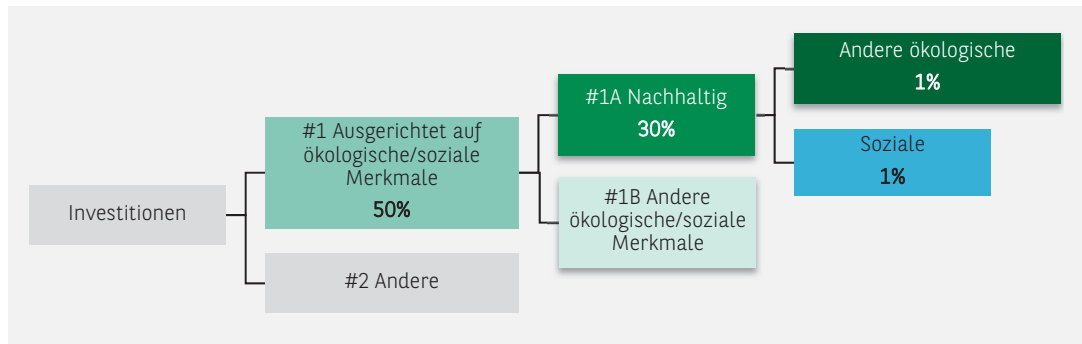 Investitionen
#1 Ausgerichtet auf
ökologische/soziale
Merkmale
50%
#2 Andere
#1A Nachhaltig
30%
#1B Andere
ökologische/soziale
Merkmale
Andere ökologische
1%
Soziale
1%